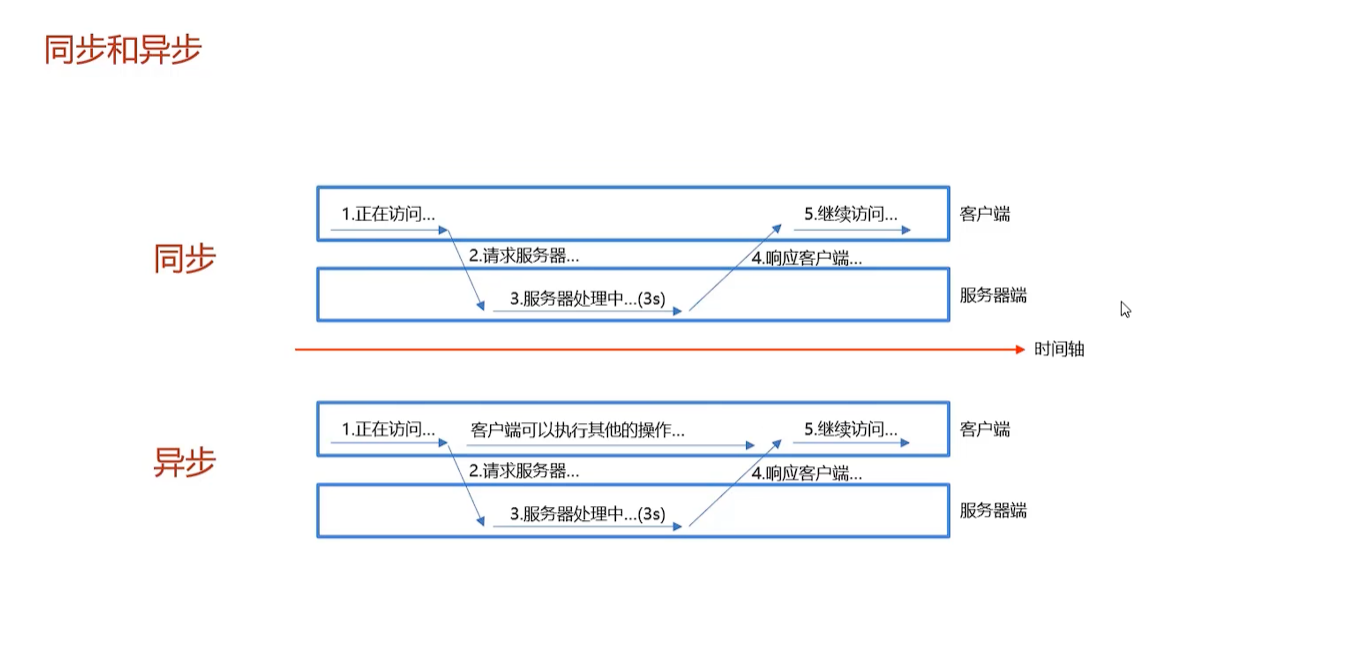 同步和异步
1.正在访问...
5.继续访问...
客户端
同步
2.请求服务器...
4.响应客户端...
3.服务器处理中...(3s)
服务器端
时间轴
1.正在访问...
客户端可以执行其他的操作...
5.继续访问...
客户端
异步
2.请求服务器...
4.响应客户端...
3.服务器处理中...(3s)
服务器端